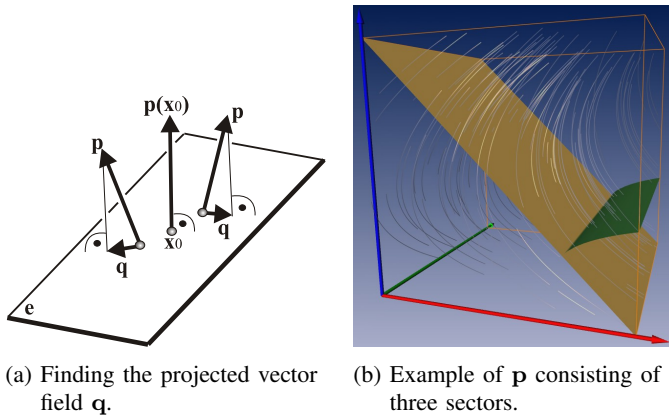 p(x0)
p
p
q
q
x0
e
(a) Finding the projected vector
field q.
(b) Example of p consisting of
three sectors.